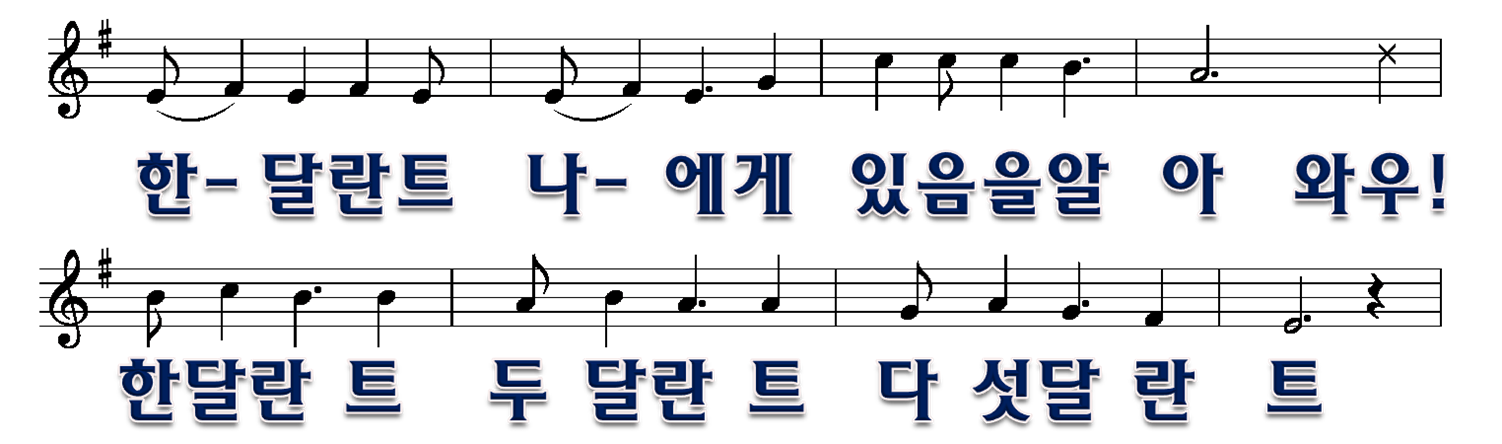 한- 달란트 나- 에게 있음을알 아 와우!
한달란 트 두 달란 트 다 섯달 란 트